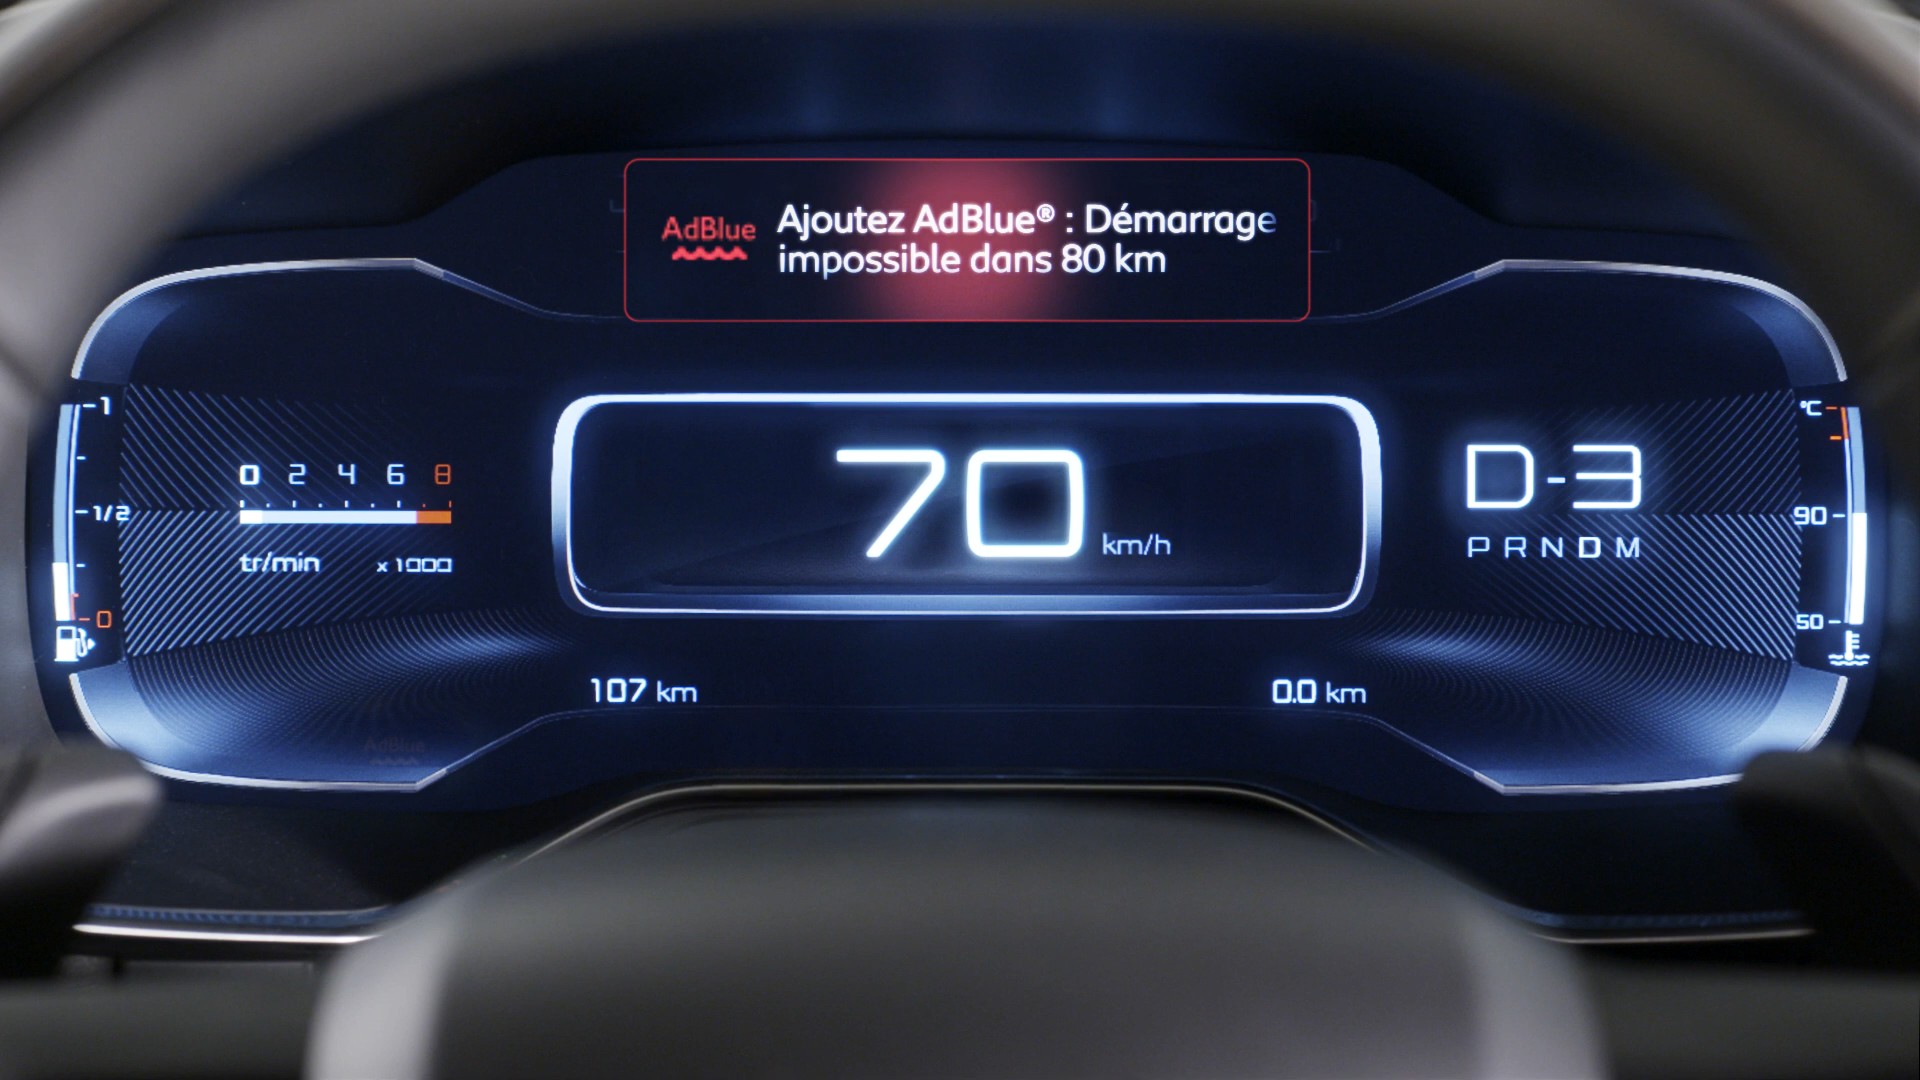 AdBlue
Ajoutez AdBlue® : Démarrage
impossible dans 80 km
1
1/2
0
0 2 4 6 8
tr/min x 1000
70 km/h
D-3
P R N D M
°C
90
50
107 km
0.0 km
AdBlue